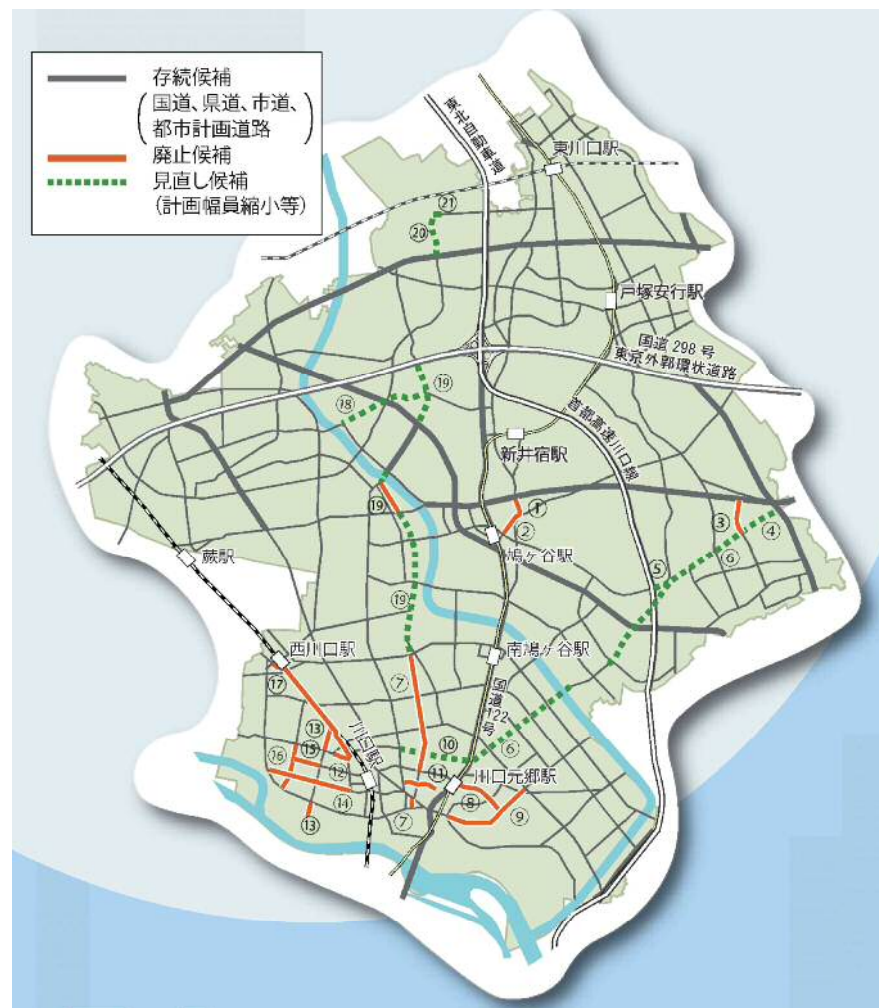 存続候補
(国道、県道、市道、
都市計画道路)
廃止候補
見直し候補
(計画幅員縮小等)
東北自動車道
東川口駅
㉑
⑳
戸塚安行駅
国道298号
東京外郭環状道路
⑲
⑱
首都高速川口線
新井宿駅
⑲
①
②
③
④
鳩ヶ谷駅
⑥
⑤
蕨駅
⑲
西川口駅
南鳩ヶ谷駅
⑰
⑦
国道122号
⑬
川口駅
⑮
⑩
⑥
⑯
⑫
⑪
川口元郷駅
⑭
⑧
⑬
⑦
⑨